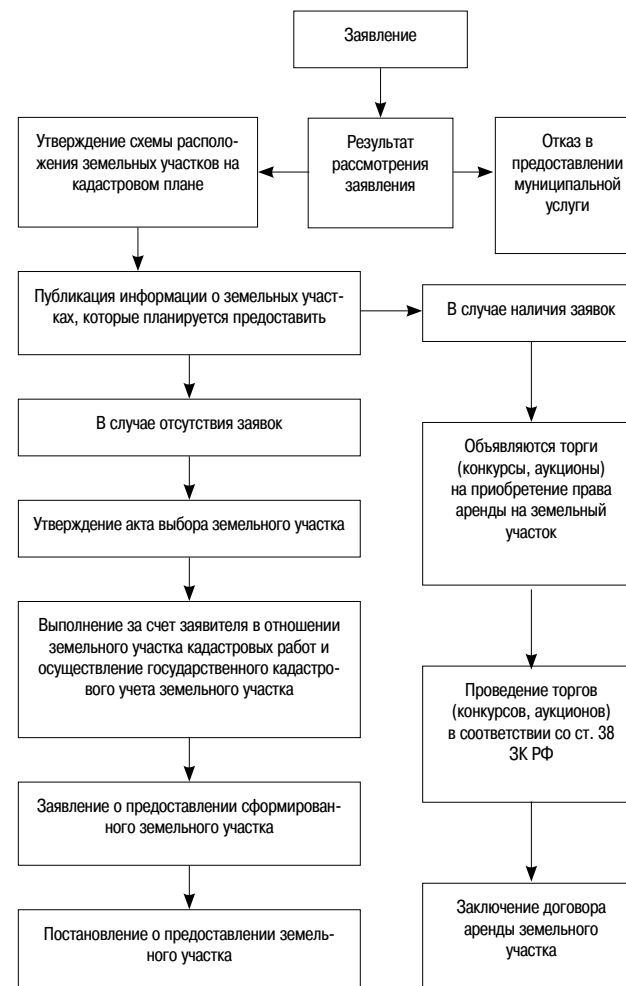 Заявление
Утверждение схемы располо-
жения земельных участков на
кадастровом плане
Результат
рассмотрения
заявления
Отказ в
предоставлении
муниципальной
услуги
Публикация информации о земельных участ-
ках, которые планируется предоставить
В случае наличия заявок
В случае отсутствия заявок
Объявляются торги
(конкурсы, аукционы)
на приобретение права
аренды на земельный
участок
Утверждение акта выбора земельного участка
Выполнение за счет заявителя в отношении
земельного участка кадастровых работ и
осуществление государственного кадастро-
рового учета земельного участка
Проведение торгов
(конкурсов, аукционов)
в соответствии со ст. 38
ЗК РФ
Заявление о предоставлении сформирован-
ного земельного участка
Постановление о предоставлении земель-
ного участка
Заключение договора
аренды земельного
участка